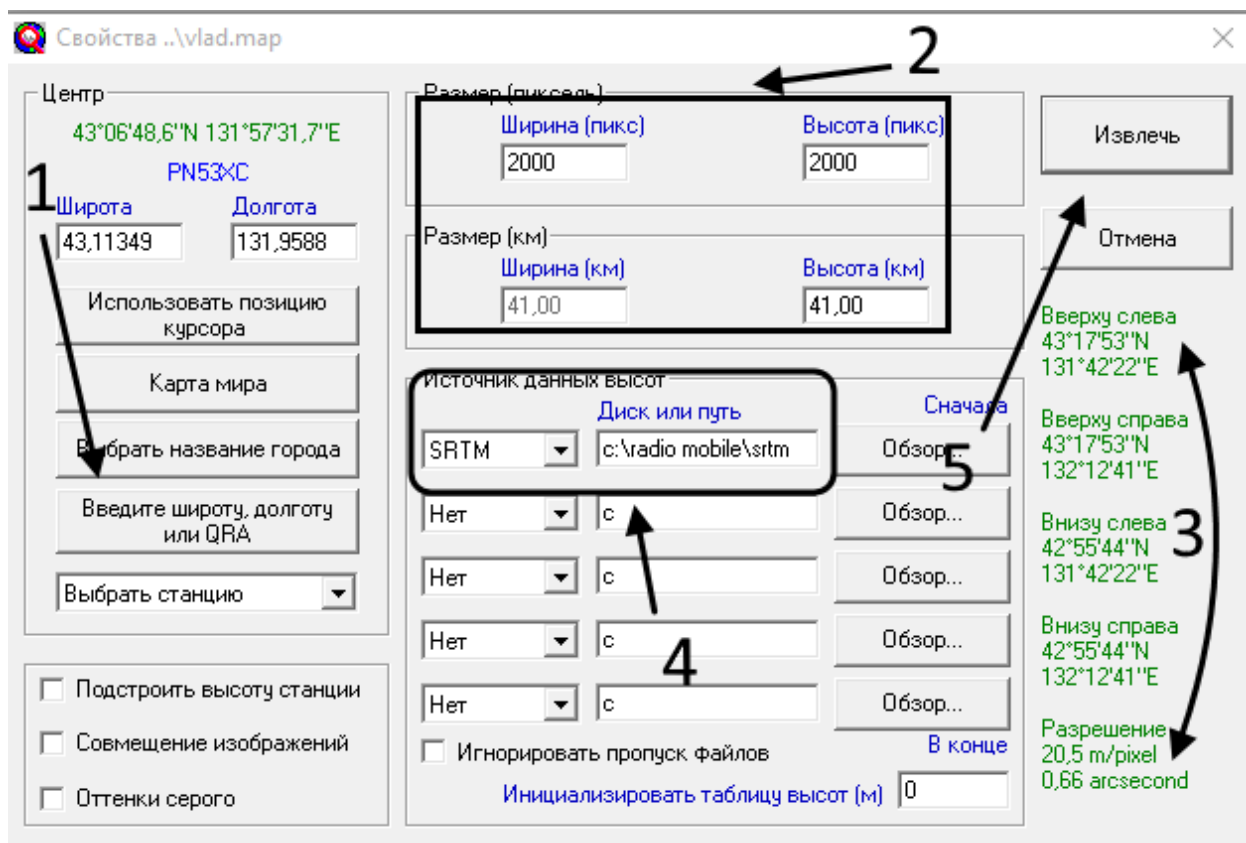 Свойства ..\vlad.map
2
Центр
43°06'48,6''N 131°57'31,7''E
PN53XC
1
Широта
Долгота
43,11349
131,9588
Использовать позицию
курсора
Карта мира
Выбрать название города
Введите широту, долготу
или QRA
Выбрать станцию
Подстроить высоту станции
Совмещение изображений
Оттенки серого
Размер (пиксель)
Ширина (пикс)
Высота (пикс)
2000
2000
Размер (км)
Ширина (км)
Высота (км)
41,00
41,00
Источник данных высот
Диск или путь
Сначала
SRTM
c:\radio mobile\srtm
Обзор...
5
Нет
c
Обзор...
Нет
c
Обзор...
Нет
c
Обзор...
4
Нет
c
Обзор...
Игнорировать пропуск файлов
В конце
Инициализировать таблицу высот (м)
0
Извлечь
Отмена
Вверху слева
43°17'53''N
131°42'22''E
Вверху справа
43°17'53''N
132°12'41''E
Внизу слева
42°55'44''N
131°42'22''E
3
Внизу справа
42°55'44''N
132°12'41''E
Разрешение
20,5 m/pixel
0,66 arcsecond